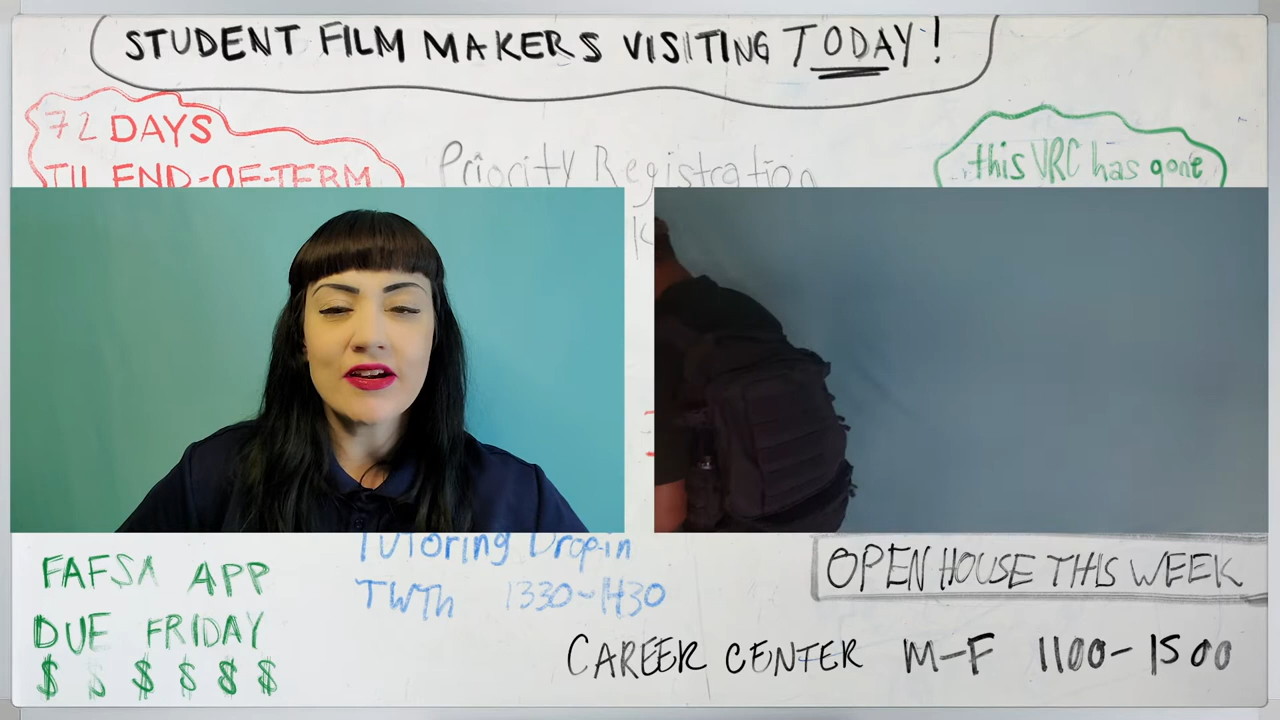 STUDENT FILM MAKERS VISITING TODAY!
72 DAYS
TIL END-OF-TERM
Priority Registration
this VRC has gone
Tutoring Drop-in
TWTh 1330-1430
FAFSA APP
DUE FRIDAY
$ $ $ $ $ $
OPEN HOUSE THIS WEEK
CAREER CENTER M-F 1100-1500